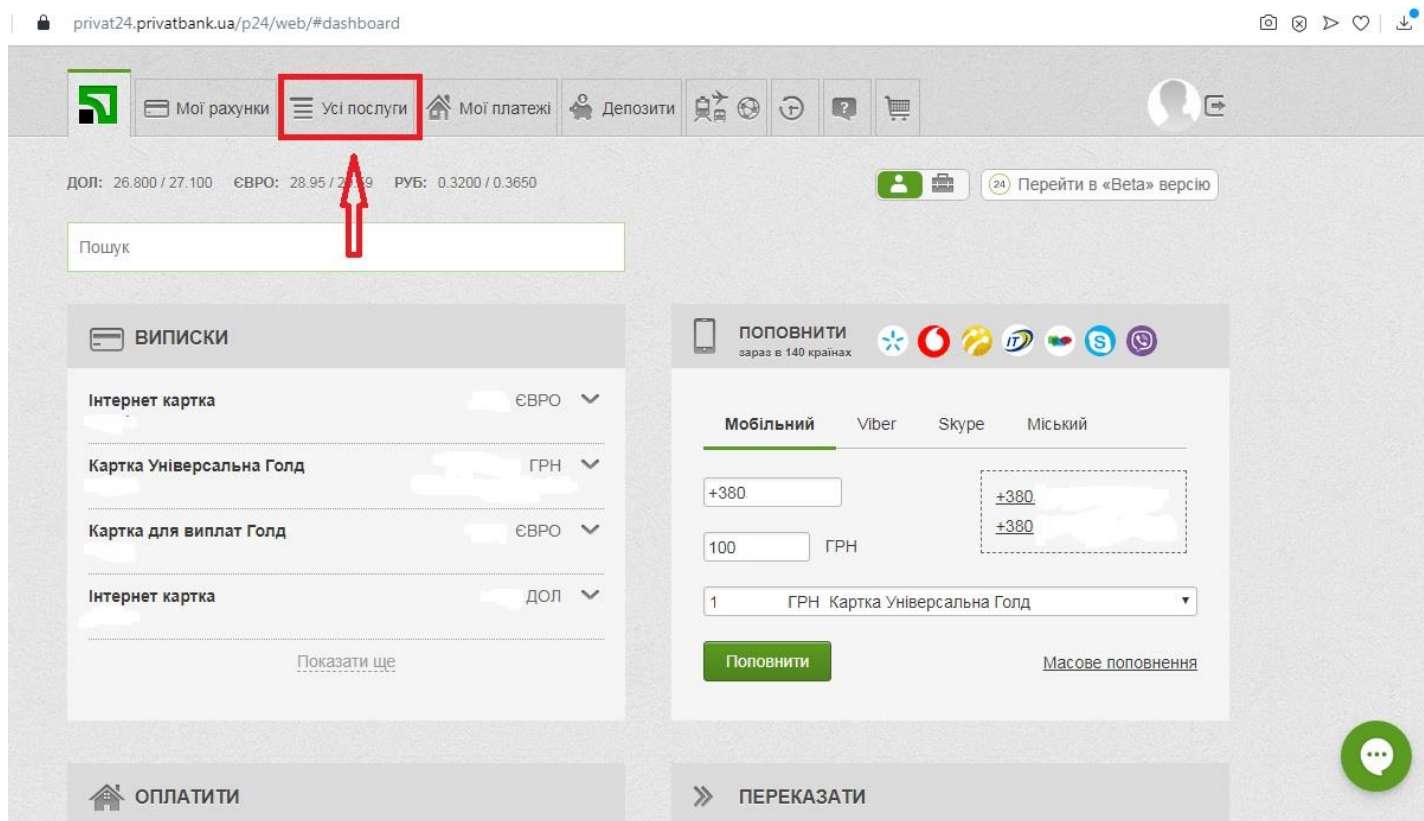 privat24.privatbank.ua/p24/web/#dashboard
Мої рахунки Усі послуги Мої платежі Депозити
ДОЛ: 26.800 / 27.100 ЄВРО: 28.95 / РУБ: 0.3200 / 0.3650
24 Перейти в «Beta» версію
Пошук
ВИПИСКИ
Інтернет картка ЄВРО
Картка Універсальна Голд ГРН
Картка для виплат Голд ЄВРО
Інтернет картка ДОЛ
Показати ще
ПОПОВНИТИ
зараз в 140 країнах
Мобільний Viber Skype Міський
+380
+380
+380
100 ГРН
1 ГРН Картка Універсальна Голд
Поповнити Масове поповнення
ОПЛАТИТИ
ПЕРЕКАЗАТИ